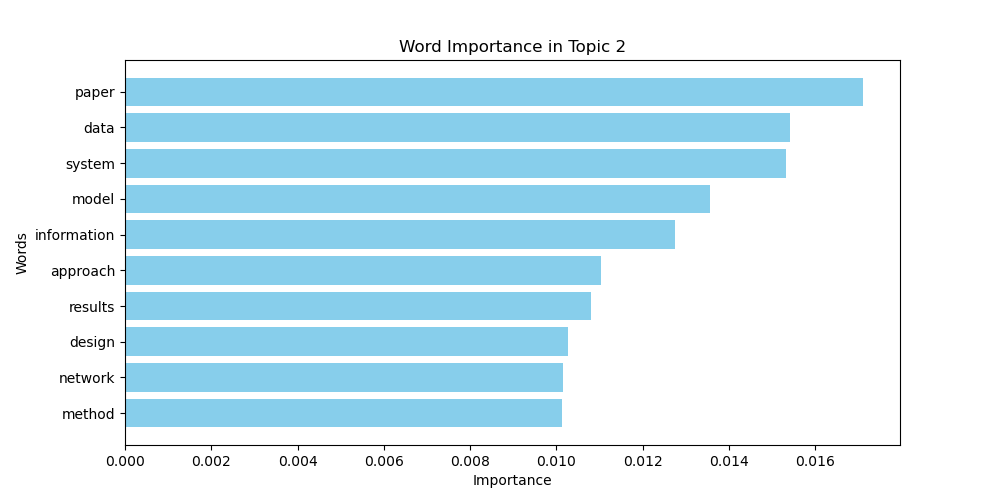 Word Importance in Topic 2
paper
data
system
model
information
approach
results
design
network
method
Words
0.000 0.002 0.004 0.006 0.008 0.010 0.012 0.014 0.016
Importance